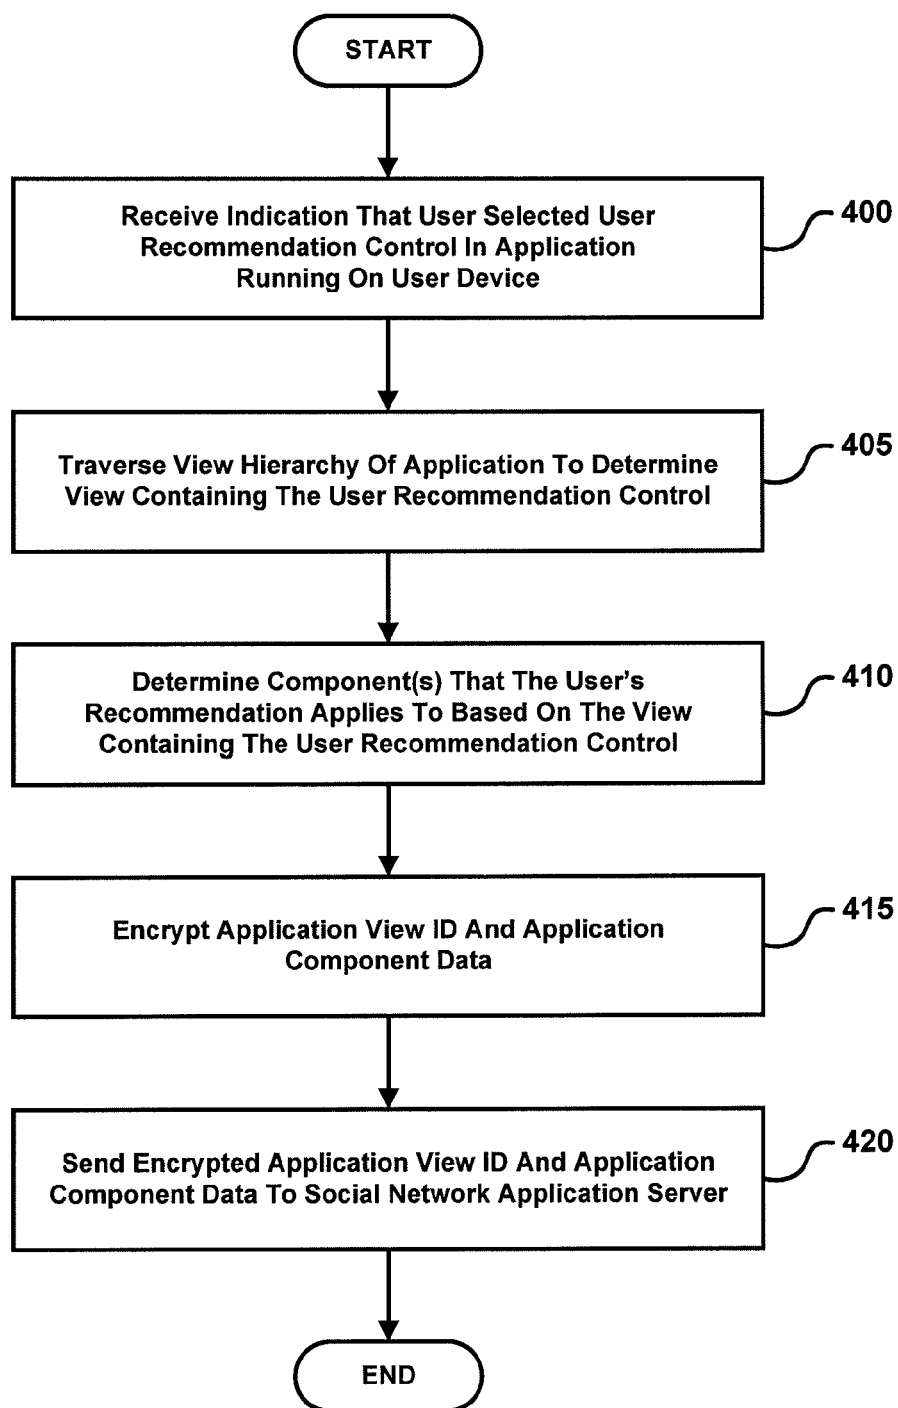 START
Receive Indication That User Selected User
Recommendation Control In Application
Running On User Device
400
Traverse View Hierarchy Of Application To Determine
View Containing The User Recommendation Control
405
Determine Component(s) That The User's
Recommendation Applies To Based On The View
Containing The User Recommendation Control
410
Encrypt Application View ID And Application
Component Data
415
Send Encrypted Application View ID And Application
Component Data To Social Network Application Server
420
END